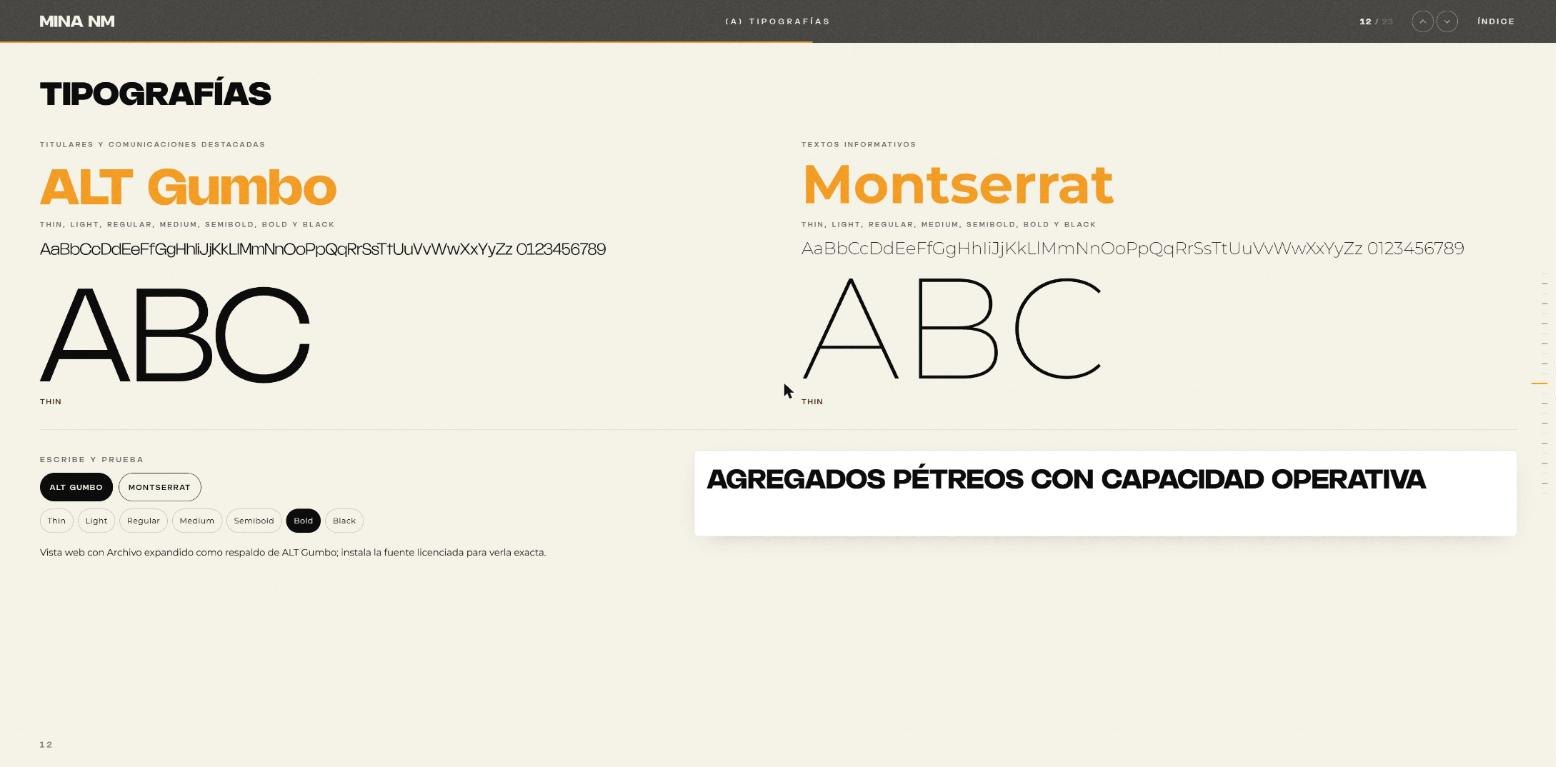 MINA NM
(A) TIPOGRAFÍAS
12 / 23
ÍNDICE
TIPOGRAFÍAS
TITULARES Y COMUNICACIONES DESTACADAS
ALT Gumbo
THIN, LIGHT, REGULAR, MEDIUM, SEMIBOLD, BOLD Y BLACK
AaBbCcDdEeFfGgHhIiJjKkLlMmNnOoPpQqRrSsTtUuVvWwXxYyZz 0123456789
ABC
THIN
TEXTOS INFORMATIVOS
Montserrat
THIN, LIGHT, REGULAR, MEDIUM, SEMIBOLD, BOLD Y BLACK
AaBbCcDdEeFfGgHhIiJjKkLlMmNnOoPpQqRrSsTtUuVvWwXxYyZz 0123456789
ABC
THIN
ESCRIBE Y PRUEBA
ALT GUMBO MONTSERRAT
Thin Light Regular Medium Semibold Bold Black
Vista web con Archivo expandido como respaldo de ALT Gumbo; instala la fuente licenciada para verla exacta.
AGREGADOS PÉTREOS CON CAPACIDAD OPERATIVA
12